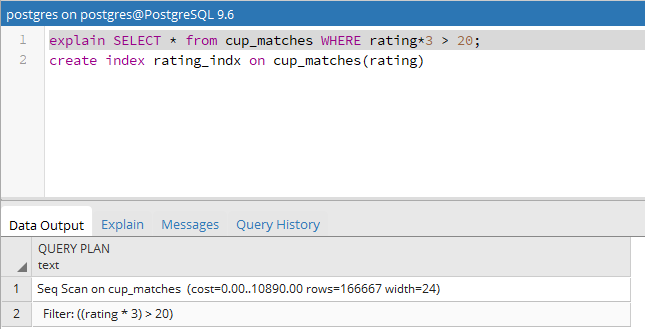 postgres on postgres@PostgreSQL 9.6
1 explain SELECT * from cup_matches WHERE rating*3 > 20;
2 create index rating_indx on cup_matches(rating)
Data Output Explain Messages Query History
QUERY PLAN
text
1 Seq Scan on cup_matches (cost=0.00..10890.00 rows=166667 width=24)
2 Filter: ((rating * 3) > 20)